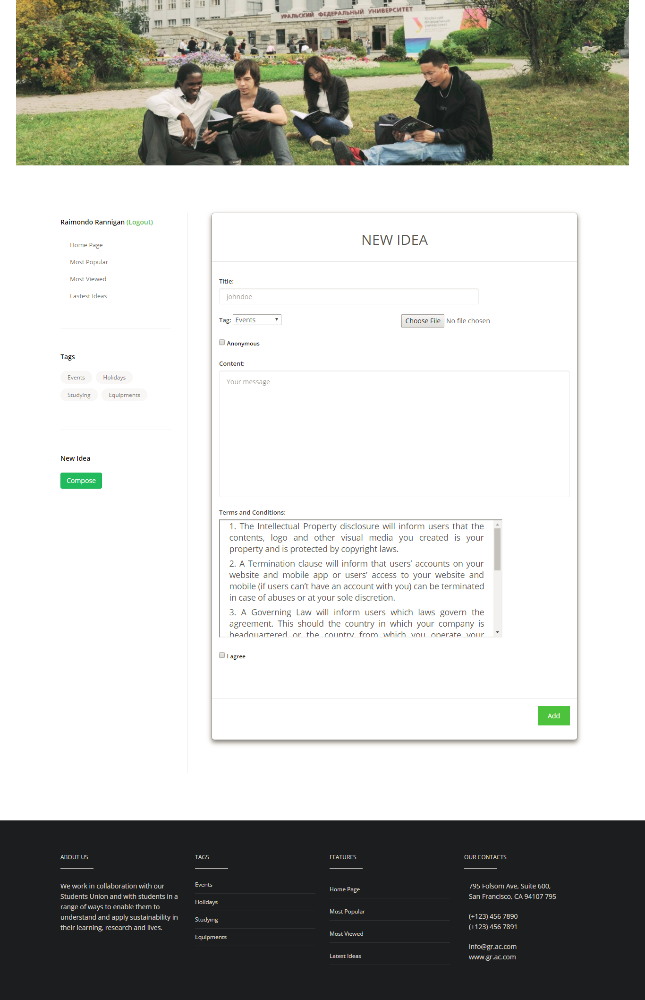 УРАЛЬСКИЙ ФЕДЕРАЛЬНЫЙ УНИВЕРСИТЕТ
Уральский
федеральный
университет
Raimondo Rannigan (Logout)
Home Page
Most Popular
Most Viewed
Lastest Ideas
Tags
Events Holidays
Studying Equipments
New Idea
Compose
NEW IDEA
Title:
johndoe
Tag: Events Choose File No file chosen
Anonymous
Content:
Your message
Terms and Conditions:
1. The Intellectual Property disclosure will inform users that the
contents, logo and other visual media you created is your
property and is protected by copyright laws.
2. A Termination clause will inform that users’ accounts on your
website and mobile app or users’ access to your website and
mobile (if users can’t have an account with you) can be terminated
in case of abuses or at your sole discretion.
3. A Governing Law will inform users which laws govern the
agreement. This should the country in which your company is
headquartered or the country from which you operate your
I agree
Add
ABOUT US
We work in collaboration with our
Students Union and with students in a
range of ways to enable them to
understand and apply sustainability in
their learning, research and lives.
TAGS
Events
Holidays
Studying
Equipments
FEATURES
Home Page
Most Popular
Most Viewed
Latest Ideas
OUR CONTACTS
795 Folsom Ave, Suite 600,
San Francisco, CA 94107 795
(+123) 456 7890
(+123) 456 7891
info@gr.ac.com
www.gr.ac.com